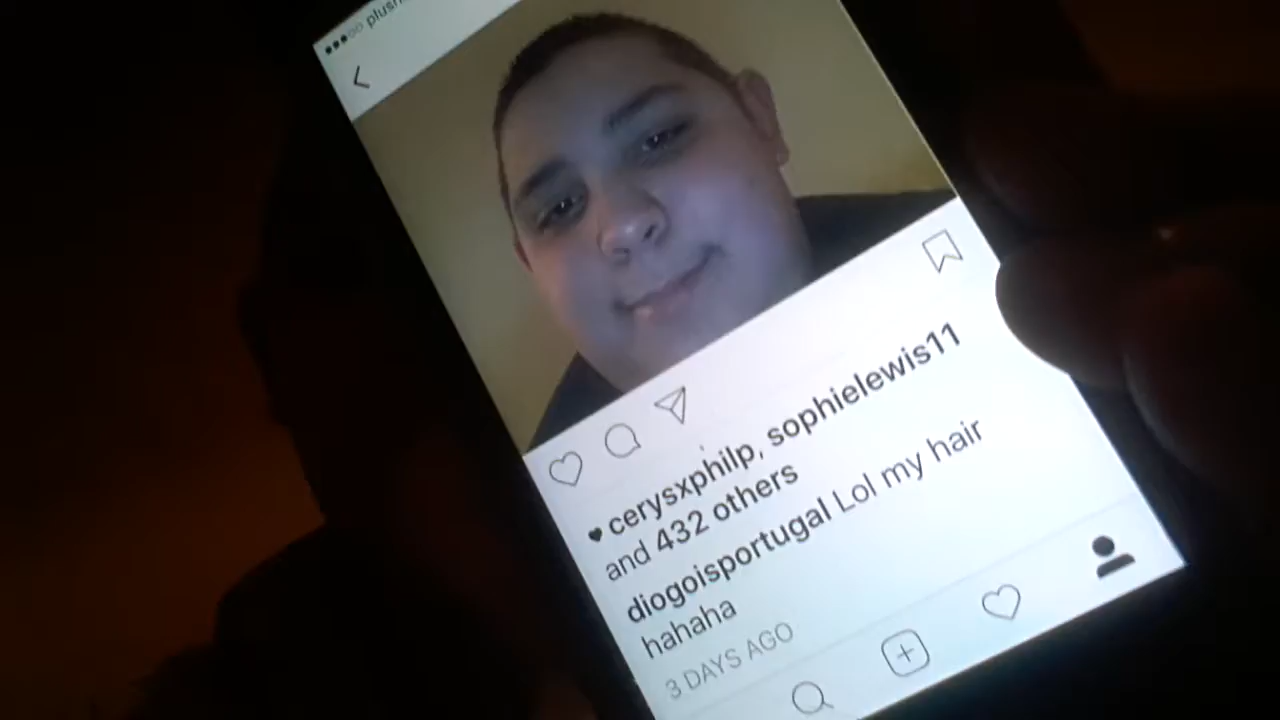 cerysxphilp, sophielewis11
and 432 others
diogoisportugal Lol my hair
hahaha
3 DAYS AGO